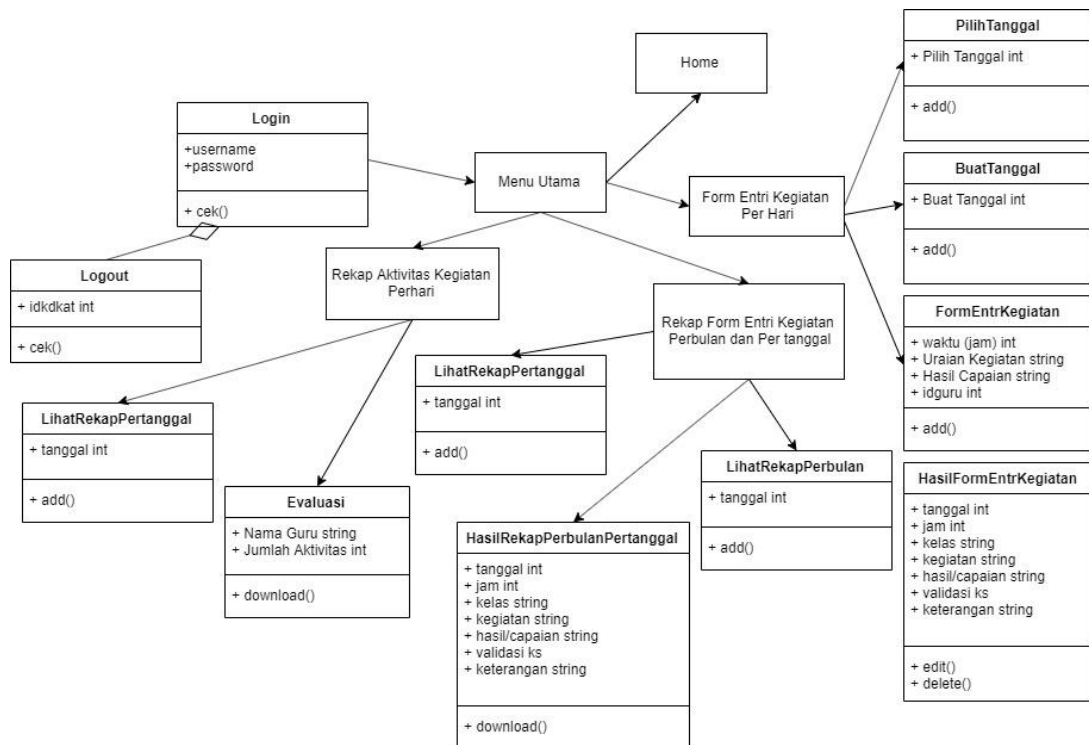 PilihTanggal
+ Pilih Tanggal int
+ add()
Home
Login
+username
+password
+ cek()
Menu Utama
Form Entri Kegiatan
Per Hari
BuatTanggal
+ Buat Tanggal int
+ add()
Logout
+ idkdkat int
+ cek()
Rekap Aktivitas Kegiatan
Perhari
Rekap Form Entri Kegiatan
Perbulan dan Per tanggal
FormEntrKegiatan
+ waktu (jam) int
+ Uraian Kegiatan string
+ Hasil Capaian string
+ idguru int
+ add()
LihatRekapPertanggal
+ tanggal int
+ add()
LihatRekapPertanggal
+ tanggal int
+ add()
Evaluasi
+ Nama Guru string
+ Jumlah Aktivitas int
+ download()
HasilRekapPerbulanPertanggal
+ tanggal int
+ jam int
+ kelas string
+ kegiatan string
+ hasil/capaian string
+ validasi ks
+ keterangan string
+ download()
LihatRekapPerbulan
+ tanggal int
+ add()
HasilFormEntrKegiatan
+ tanggal int
+ jam int
+ kelas string
+ kegiatan string
+ hasil/capaian string
+ validasi ks
+ keterangan string
+ edit()
+ delete()